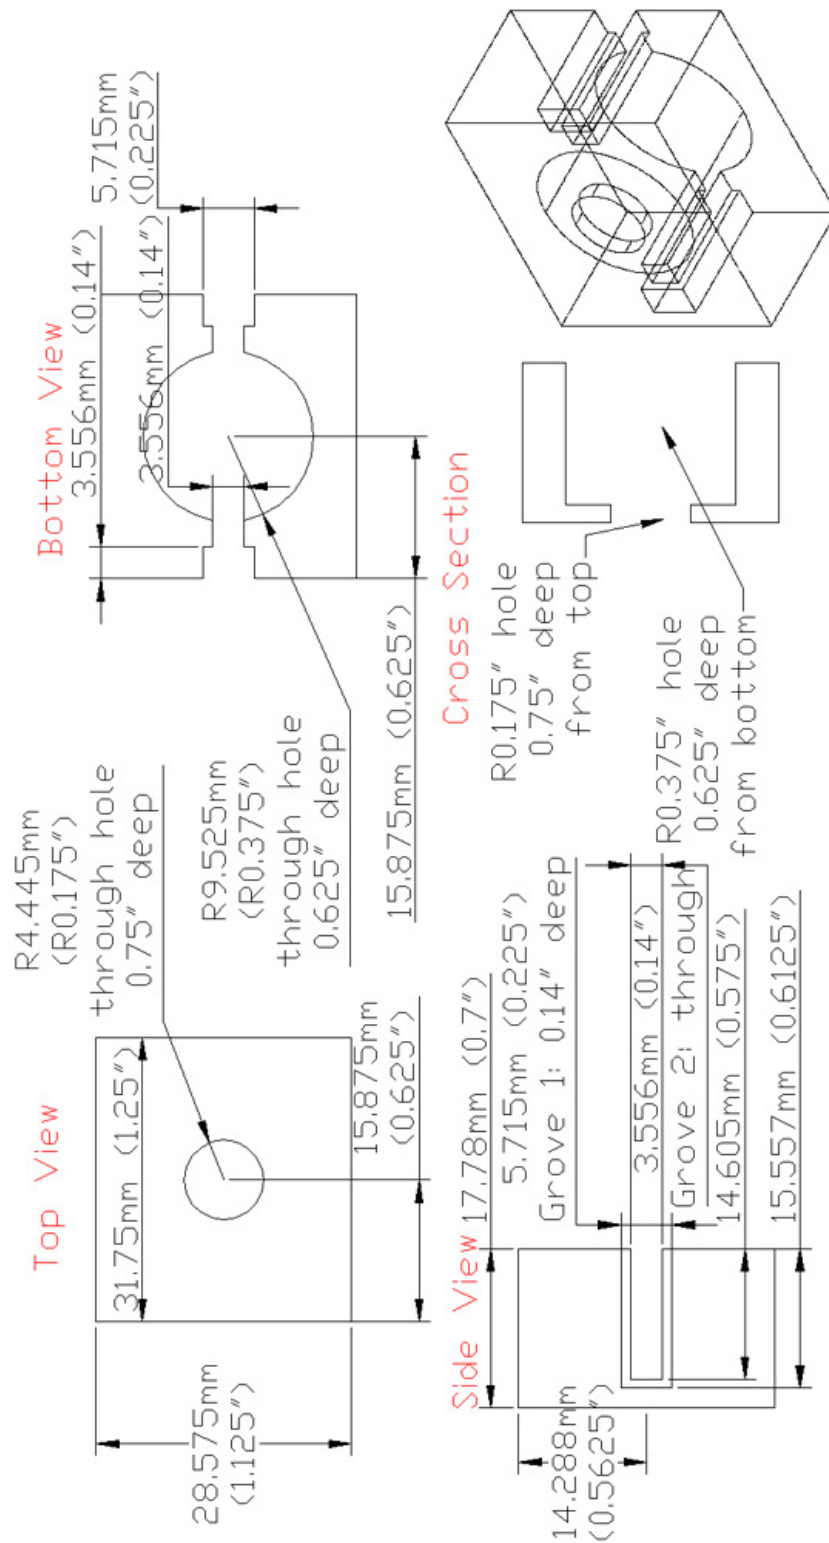 Top View
31.75mm (1.25")
28.575mm
(1.125")
15.875mm
(0.625")
R4.445mm
(R0.175")
through hole
0.75" deep
Bottom View
3.556mm (0.14")
3.556mm (0.14")
5.715mm
(0.225")
R9.525mm
(R0.375")
through hole
0.625" deep
15.875mm (0.625")
Side View
17.78mm (0.7")
5.715mm (0.225")
Grove 1: 0.14" deep
3.556mm (0.14")
Grove 2: through
14.605mm (0.575")
15.557mm (0.6125")
14.288mm
(0.5625")
Cross Section
R0.175" hole
0.75" deep
from top
R0.375" hole
0.625" deep
from bottom